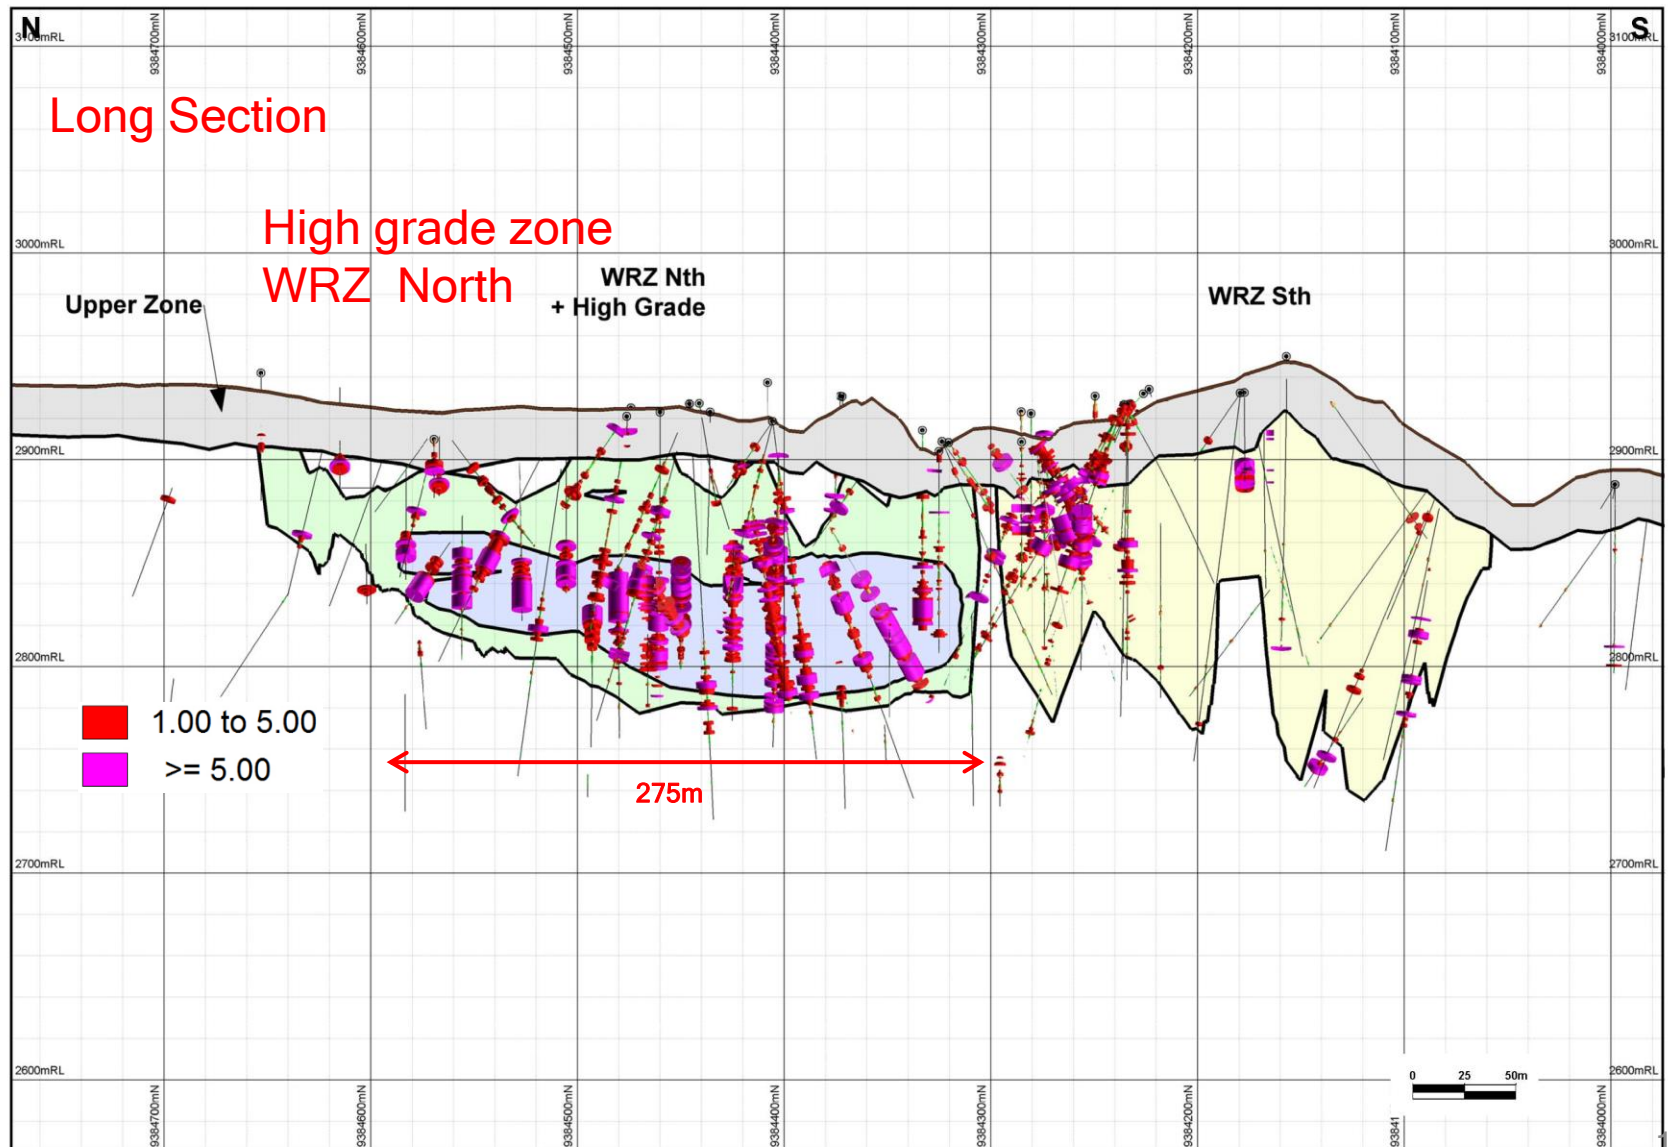 N
S
9384700mN
9384600mN
9384500mN
9384400mN
9384300mN
9384200mN
9384100mN
9384000mN
3100mRL
3100mRL
Long Section
High grade zone
WRZ North
3000mRL
3000mRL
WRZ Nth
+ High Grade
WRZ Sth
Upper Zone
2900mRL
2900mRL
2800mRL
2800mRL
1.00 to 5.00
>= 5.00
275m
2700mRL
2700mRL
2600mRL
2600mRL
0 25 50m
9384700mN
9384600mN
9384500mN
9384400mN
9384300mN
9384200mN
93841
9384000mN